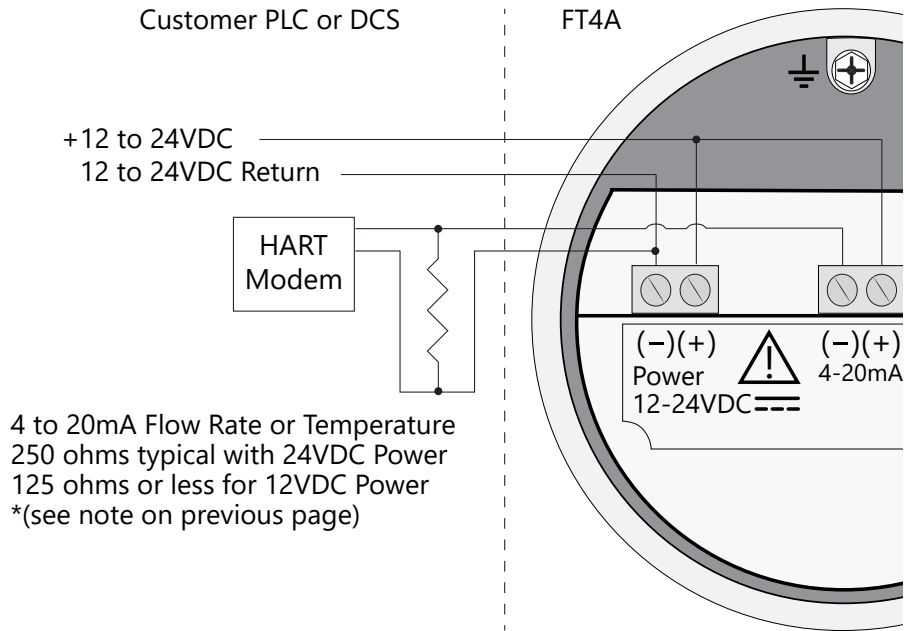 Customer PLC or DCS
FT4A
+12 to 24VDC
12 to 24VDC Return
HART
Modem
(−)(+)
Power
12-24VDC
(−)(+)
4-20mA
4 to 20mA Flow Rate or Temperature
250 ohms typical with 24VDC Power
125 ohms or less for 12VDC Power
*(see note on previous page)